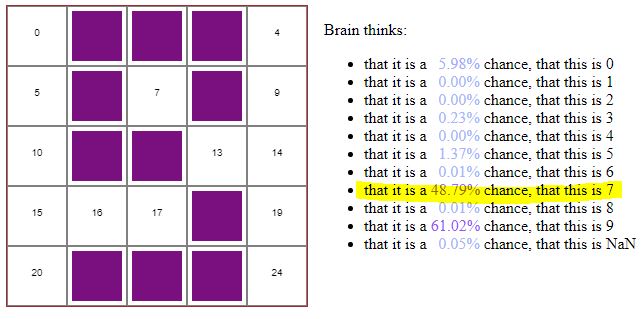 0 4
5 7 9
10 13 14
15 16 17 19
20 24
Brain thinks:
that it is a 5.98% chance, that this is 0
that it is a 0.00% chance, that this is 1
that it is a 0.00% chance, that this is 2
that it is a 0.23% chance, that this is 3
that it is a 0.00% chance, that this is 4
that it is a 1.37% chance, that this is 5
that it is a 0.01% chance, that this is 6
that it is a 48.79% chance, that this is 7
that it is a 0.01% chance, that this is 8
that it is a 61.02% chance, that this is 9
that it is a 0.05% chance, that this is NaN